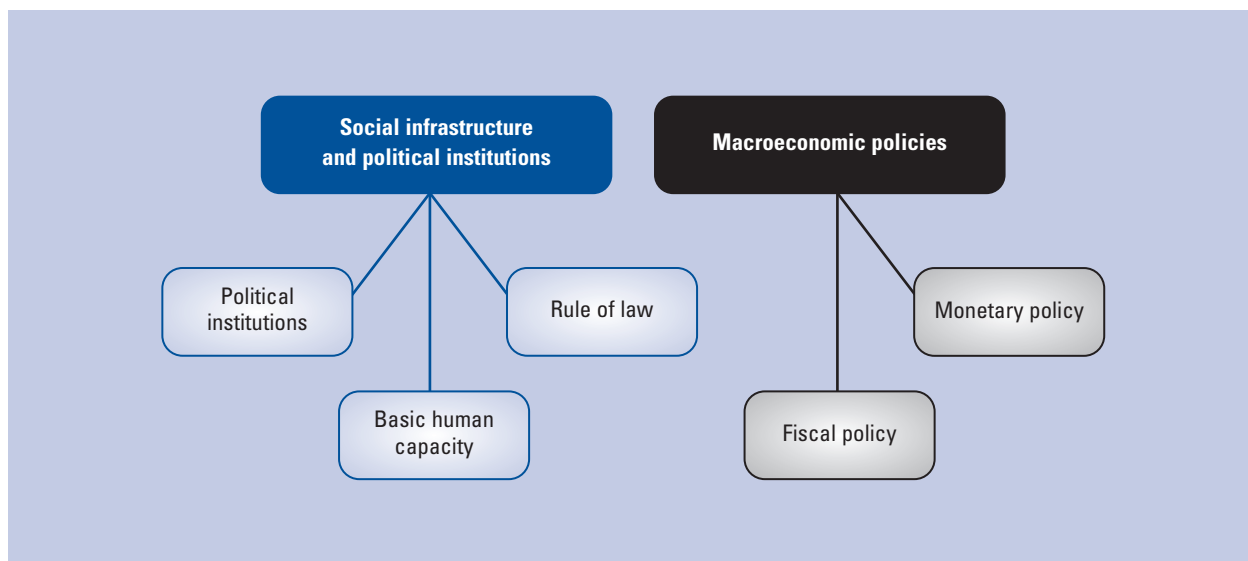 Social infrastructure
and political institutions
Macroeconomic policies
Political
institutions
Rule of law
Monetary policy
Basic human
capacity
Fiscal policy